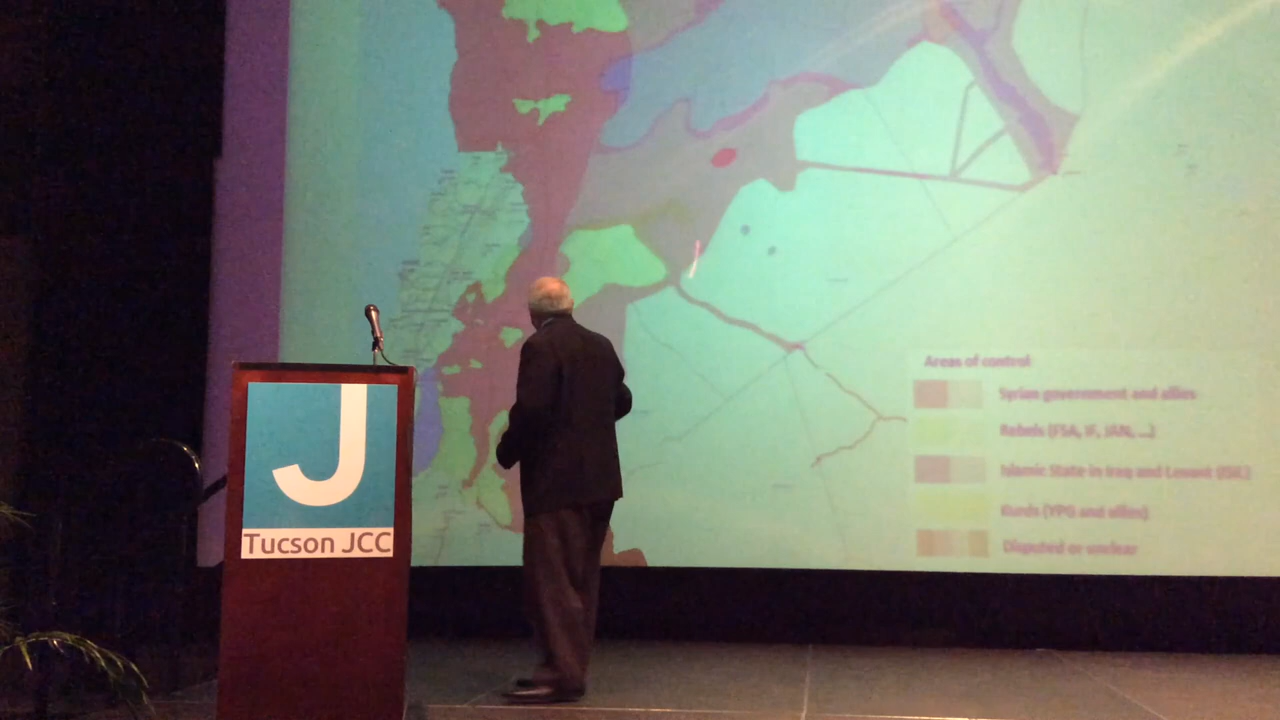 J
Tucson JCC
Areas of control
Syrian government and allies
Rebels (FSA, IF, JAN, ...)
Islamic State in Iraq and Levant (ISIL)
Kurds (YPG and allies)
Disputed or unclear